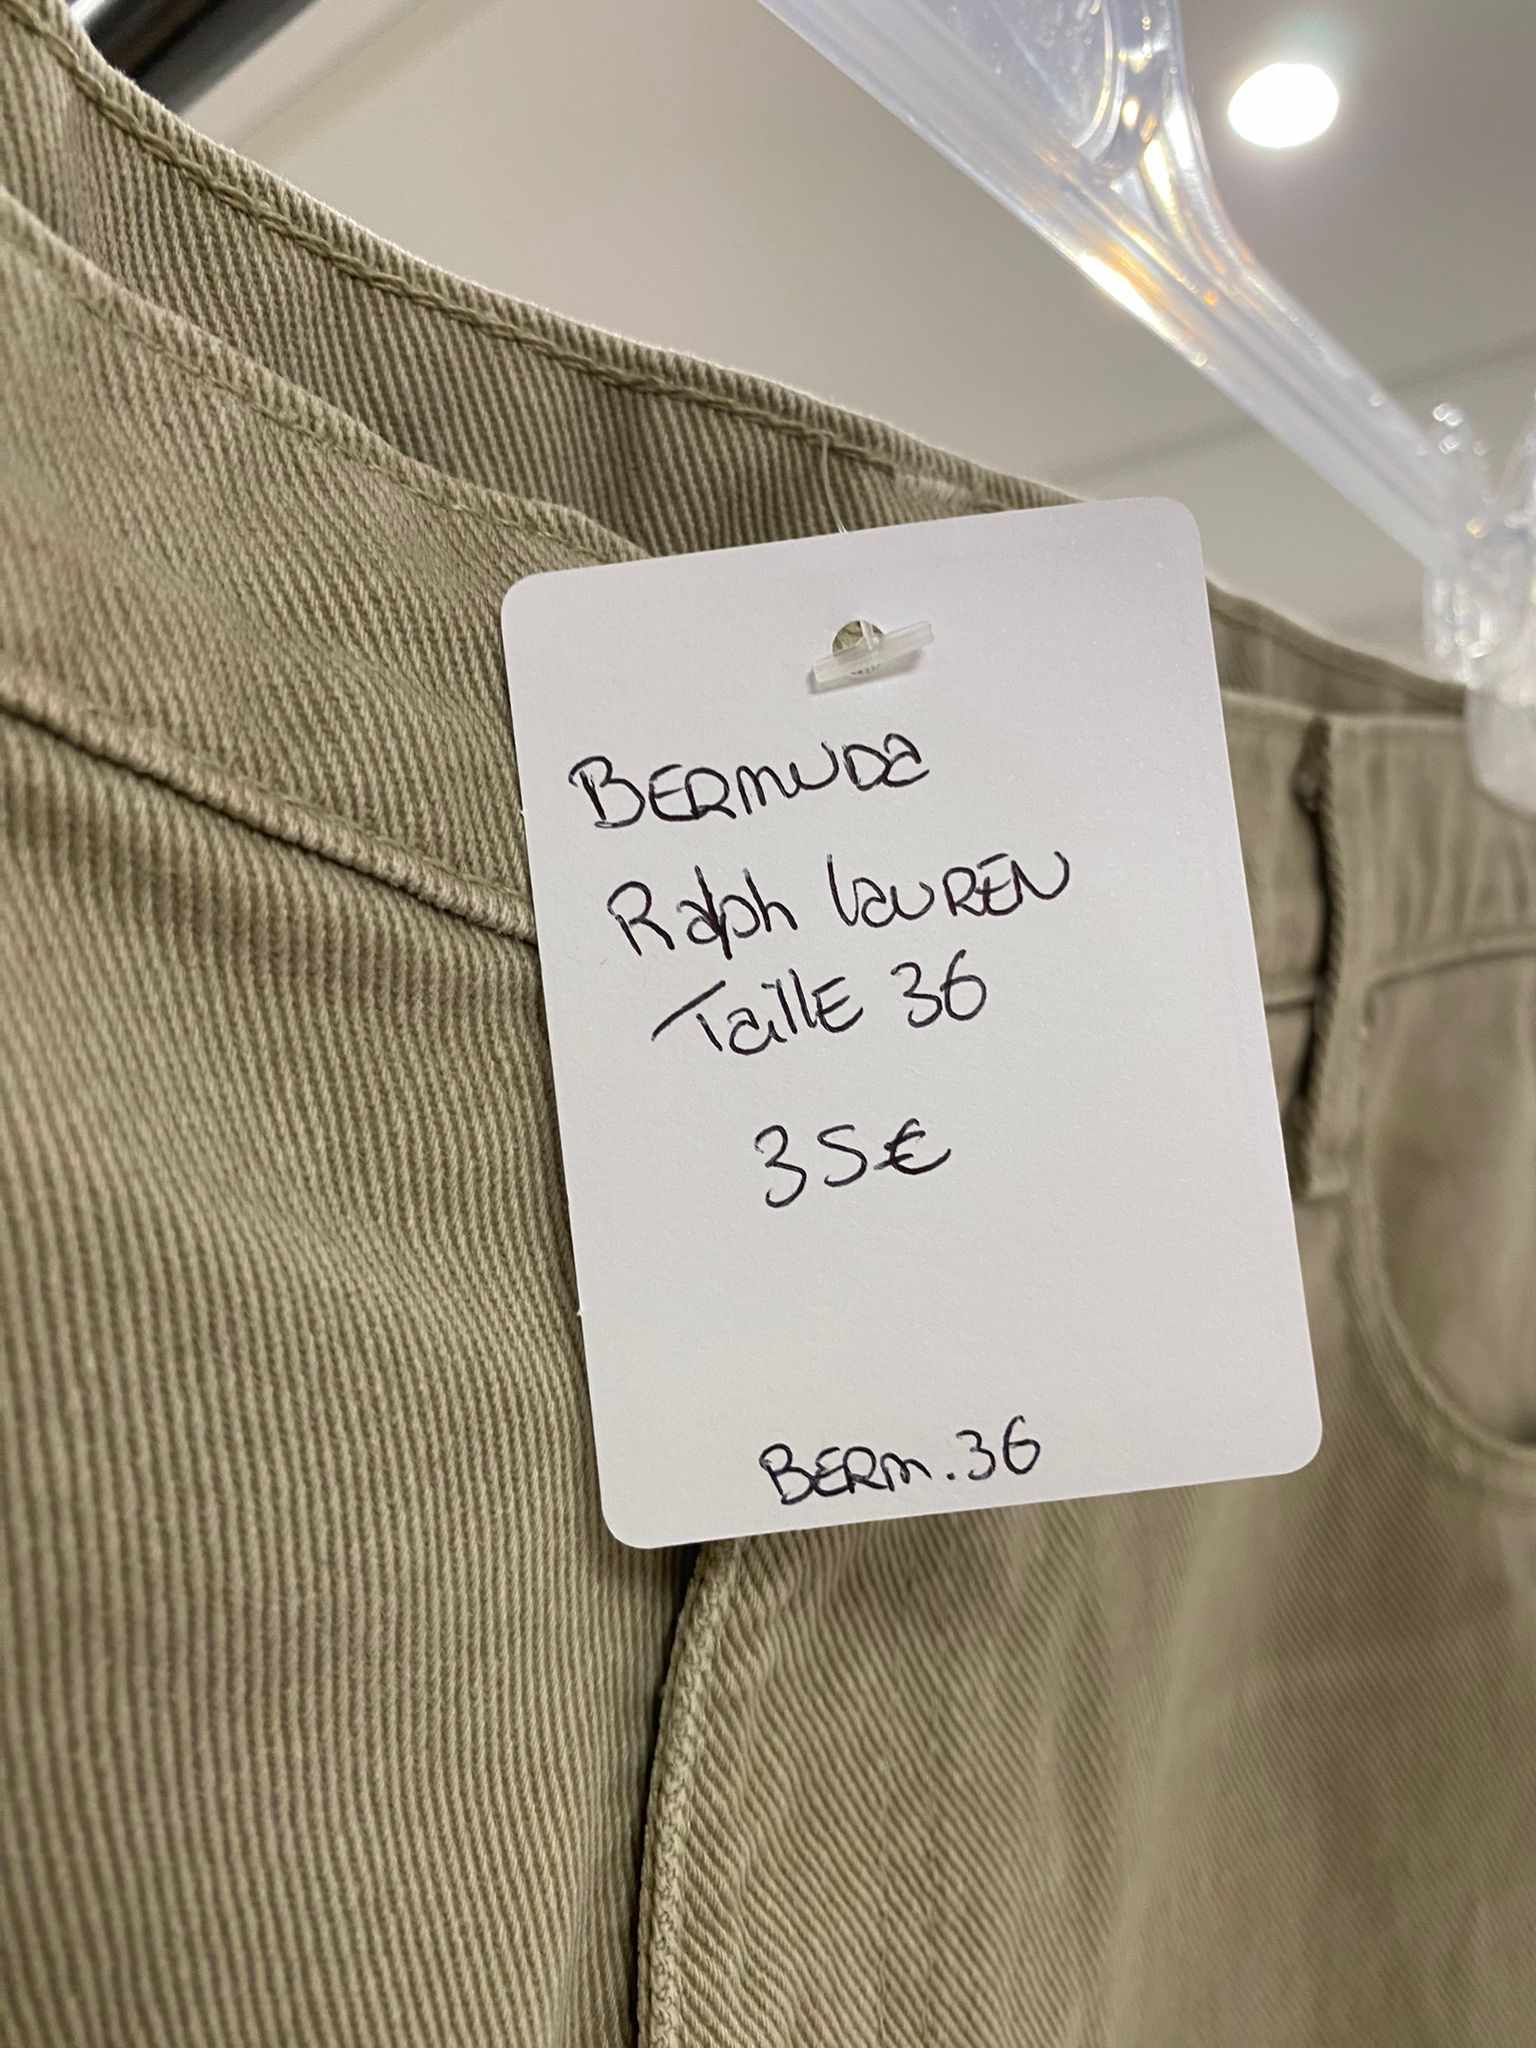 BERMUDa
Ralph lauREN
TaillE 36
35€
BERM.36